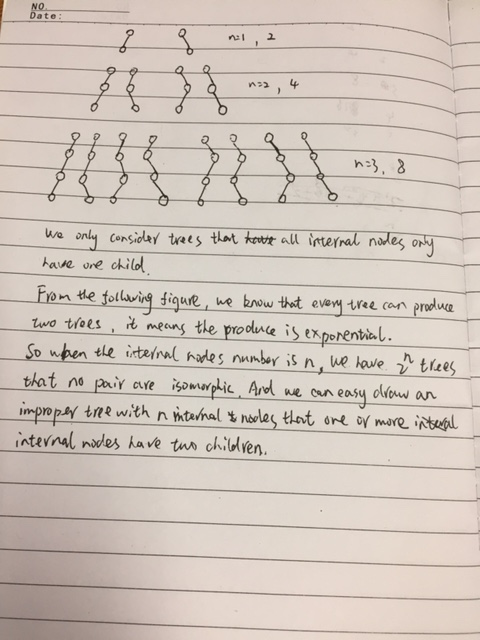 NO.
Date:
n=1, 2
n=2, 4
n=3, 8
We only consider trees that have all internal nodes only
have one child.
From the following figure, we know that every tree can produce
two trees, it means the produce is exponential.
So when the internal nodes number is n, we have 2^n trees
that no pair are isomorphic. And we can easy draw an
improper tree with n internal nodes that one or more interal
internal nodes have two children.